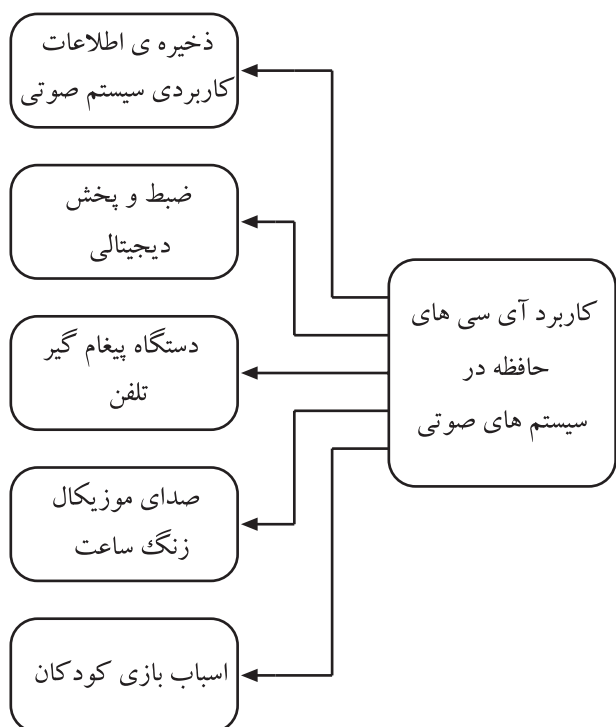 کاربرد آی سی های
حافظه در
سیستم های صوتی
ذخیره ی اطلاعات
کاربردی سیستم صوتی
ضبط و پخش
دیجیتالی
دستگاه پیغام گیر
تلفن
صدای موزیکال
زنگ ساعت
اسباب بازی کودکان